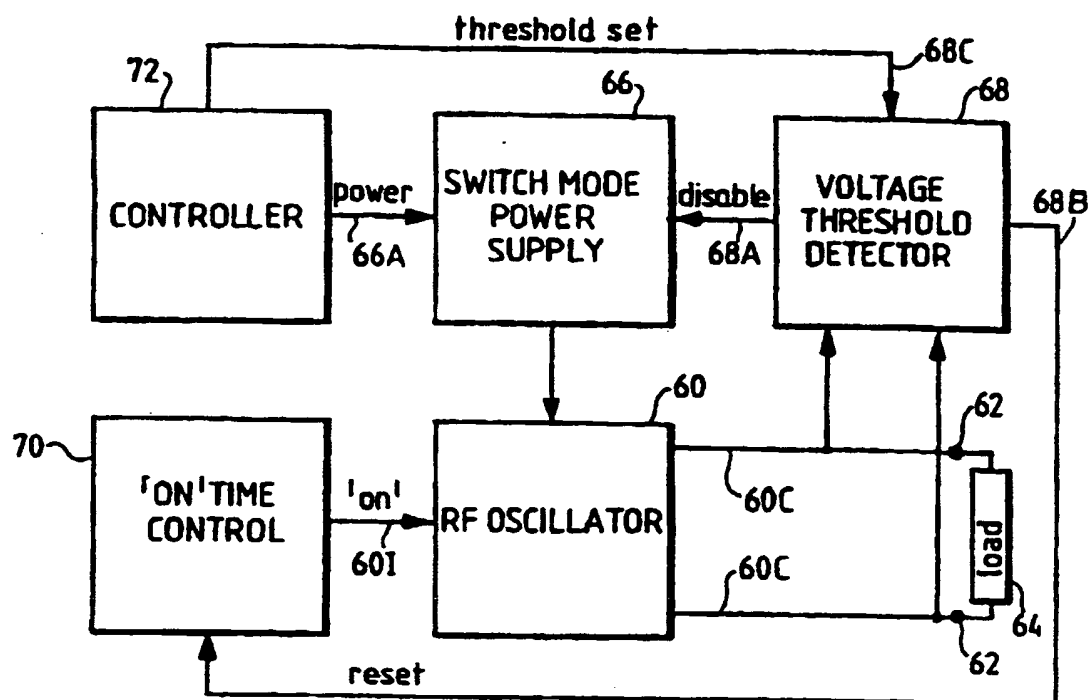 threshold set
68C
72
66
68
CONTROLLER
power
66A
SWITCH MODE
POWER
SUPPLY
disable
68A
VOLTAGE
THRESHOLD
DETECTOR
68B
60
62
70
'ON' TIME
CONTROL
'on'
60I
RF OSCILLATOR
60C
60C
load
64
62
reset